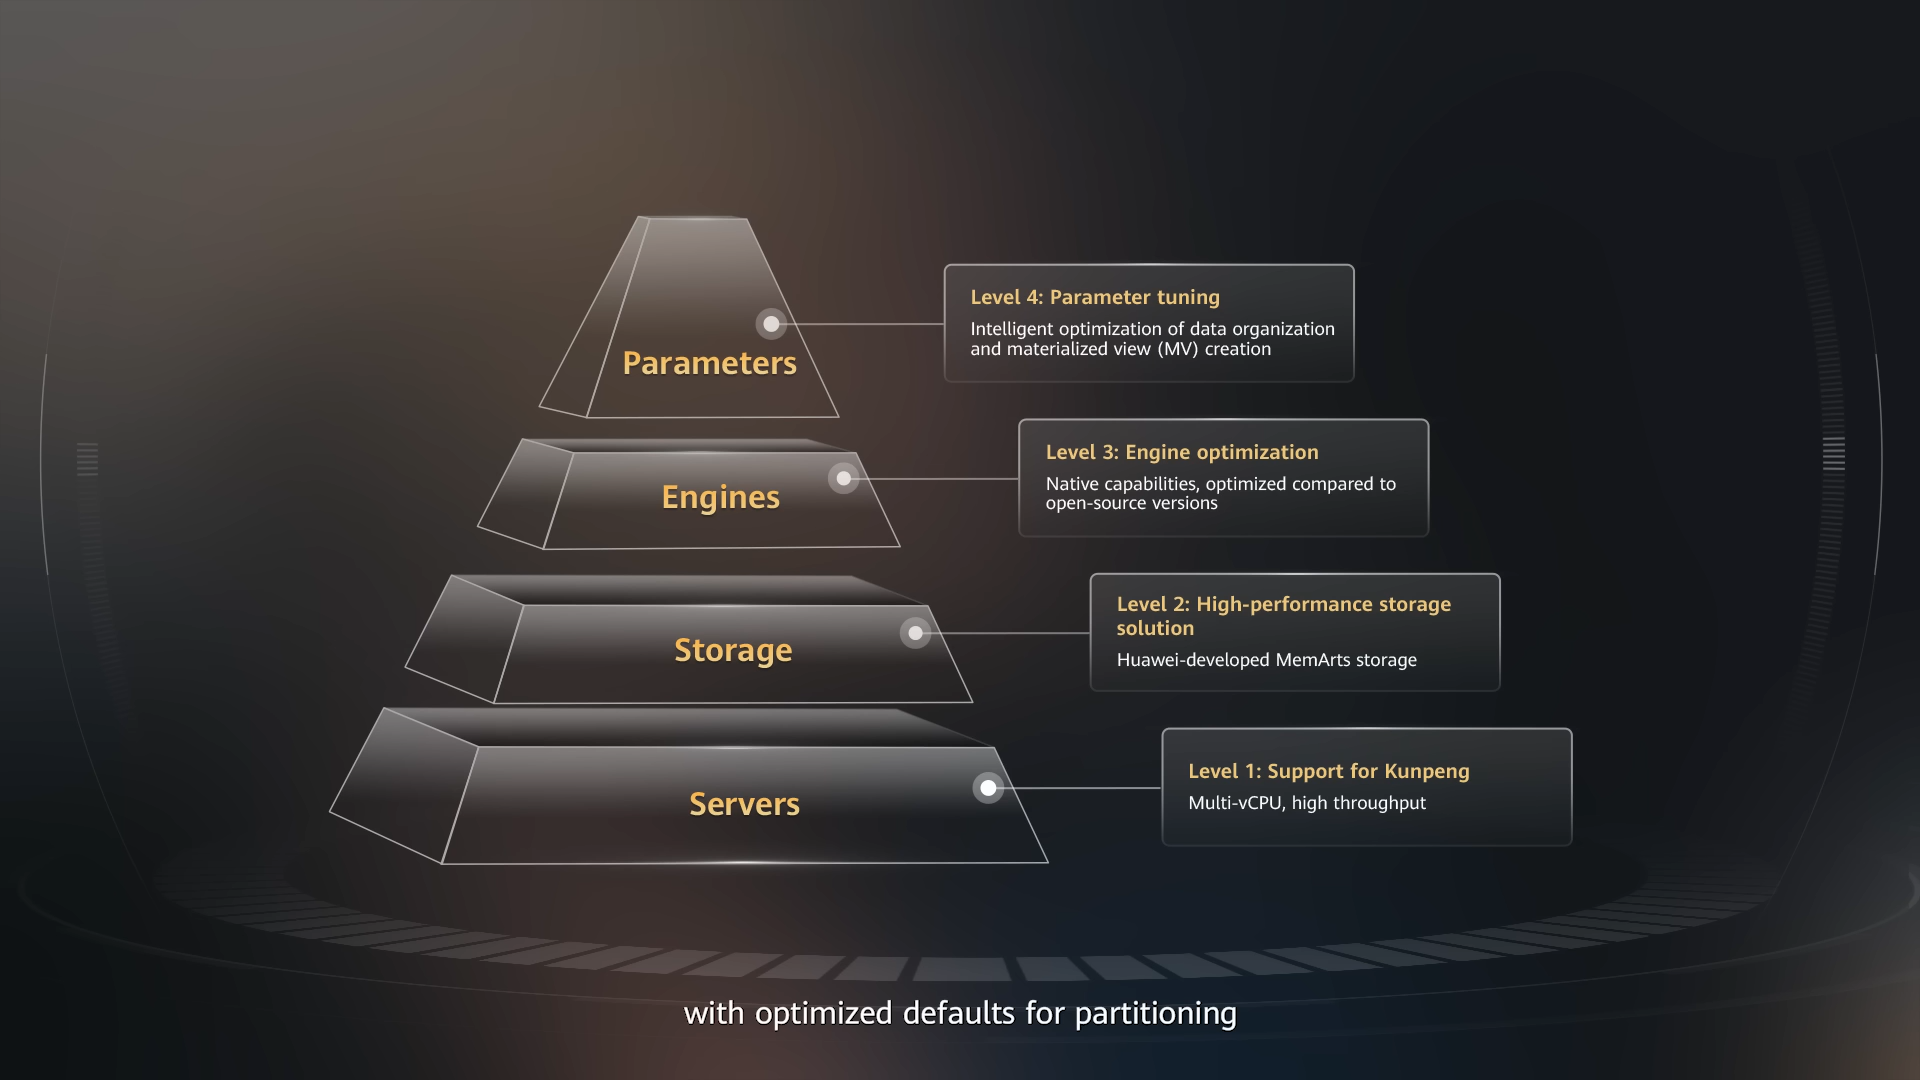 Parameters
Level 4: Parameter tuning
Intelligent optimization of data organization
and materialized view (MV) creation
Engines
Level 3: Engine optimization
Native capabilities, optimized compared to
open-source versions
Storage
Level 2: High-performance storage
solution
Huawei-developed MemArts storage
Servers
Level 1: Support for Kunpeng
Multi-vCPU, high throughput
with optimized defaults for partitioning